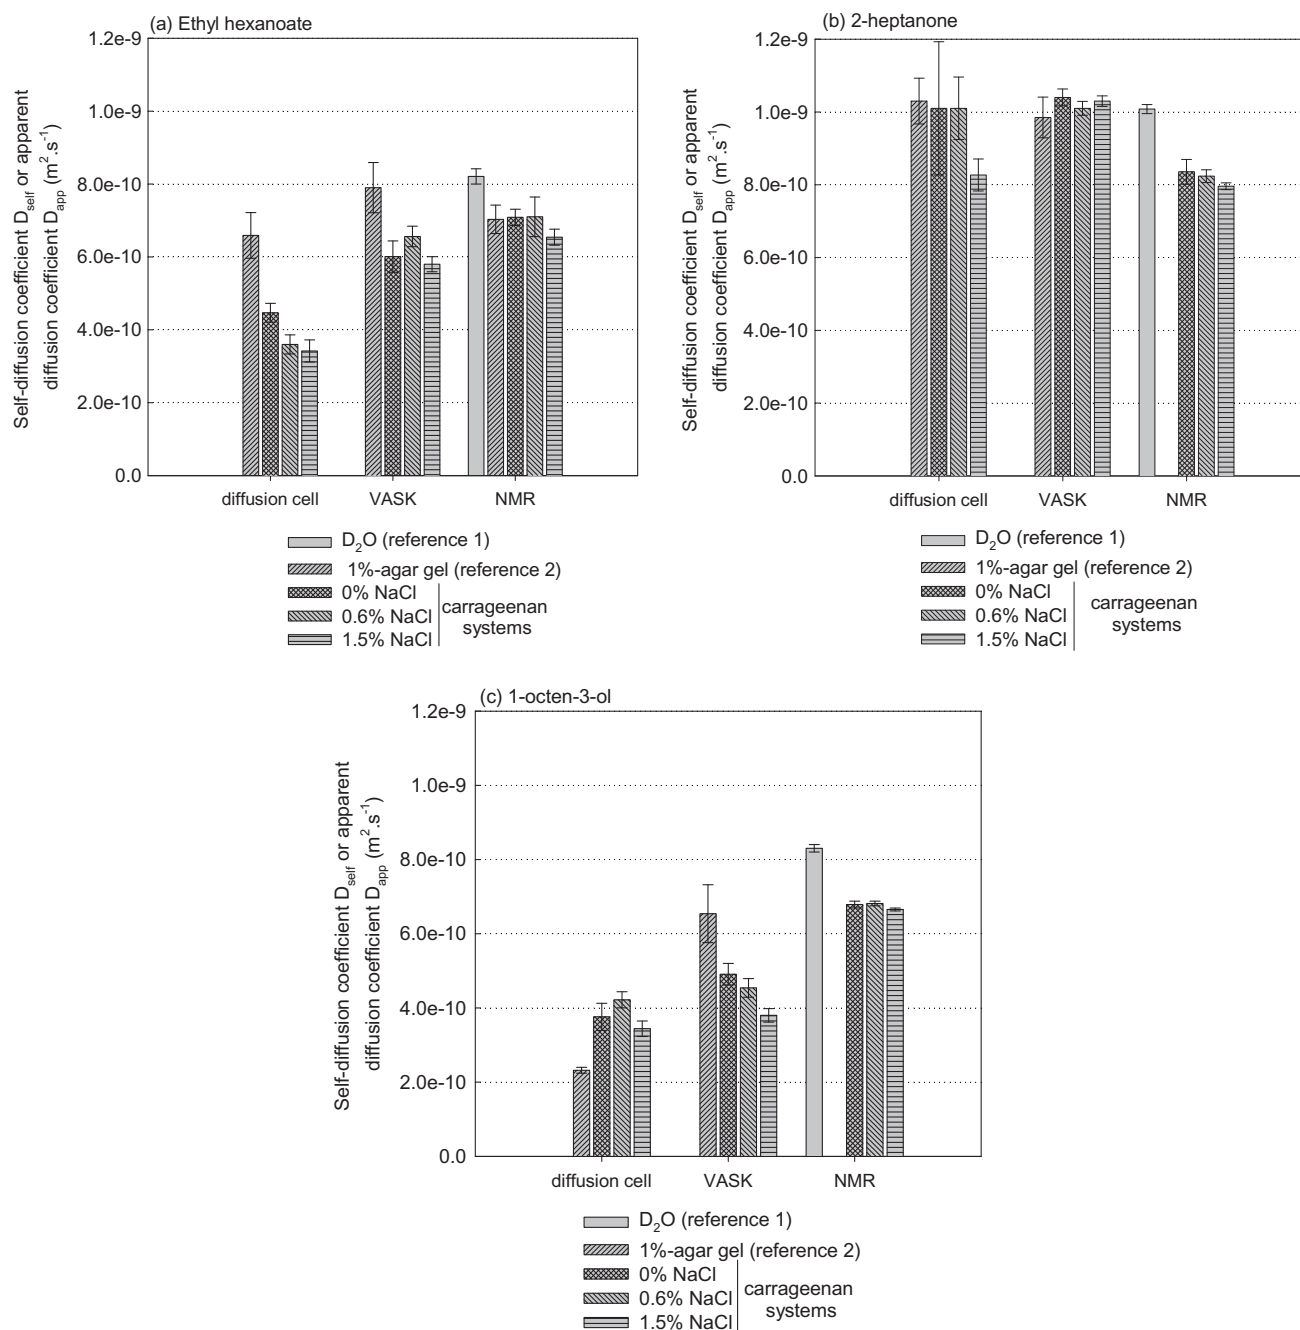 (a) Ethyl hexanoate
Self-diffusion coefficient D_self or apparent
diffusion coefficient D_app (m².s⁻¹)
1.2e-9
1.0e-9
8.0e-10
6.0e-10
4.0e-10
2.0e-10
0.0
diffusion cell VASK NMR
D₂O (reference 1)
1%-agar gel (reference 2)
0% NaCl
0.6% NaCl
1.5% NaCl
carrageenan
systems
(b) 2-heptanone
Self-diffusion coefficient D_self or apparent
diffusion coefficient D_app (m².s⁻¹)
1.2e-9
1.0e-9
8.0e-10
6.0e-10
4.0e-10
2.0e-10
0.0
diffusion cell VASK NMR
D₂O (reference 1)
1%-agar gel (reference 2)
0% NaCl
0.6% NaCl
1.5% NaCl
carrageenan
systems
(c) 1-octen-3-ol
Self-diffusion coefficient D_self or apparent
diffusion coefficient D_app (m².s⁻¹)
1.2e-9
1.0e-9
8.0e-10
6.0e-10
4.0e-10
2.0e-10
0.0
diffusion cell VASK NMR
D₂O (reference 1)
1%-agar gel (reference 2)
0% NaCl
0.6% NaCl
1.5% NaCl
carrageenan
systems